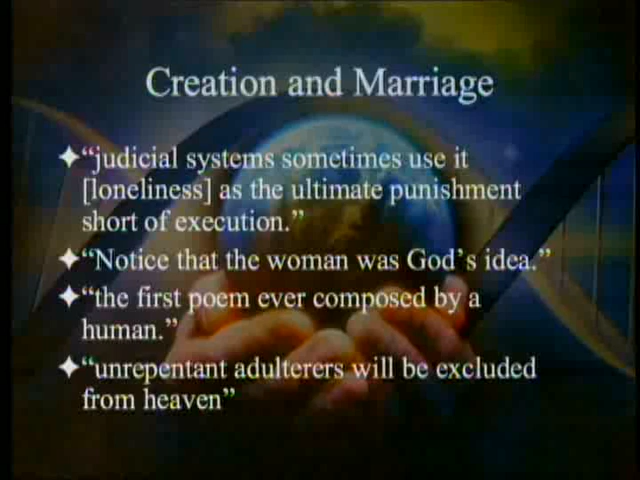 Creation and Marriage
“judicial systems sometimes use it
[loneliness] as the ultimate punishment
short of execution.”
“Notice that the woman was God’s idea.”
“the first poem ever composed by a
human.”
“unrepentant adulterers will be excluded
from heaven”